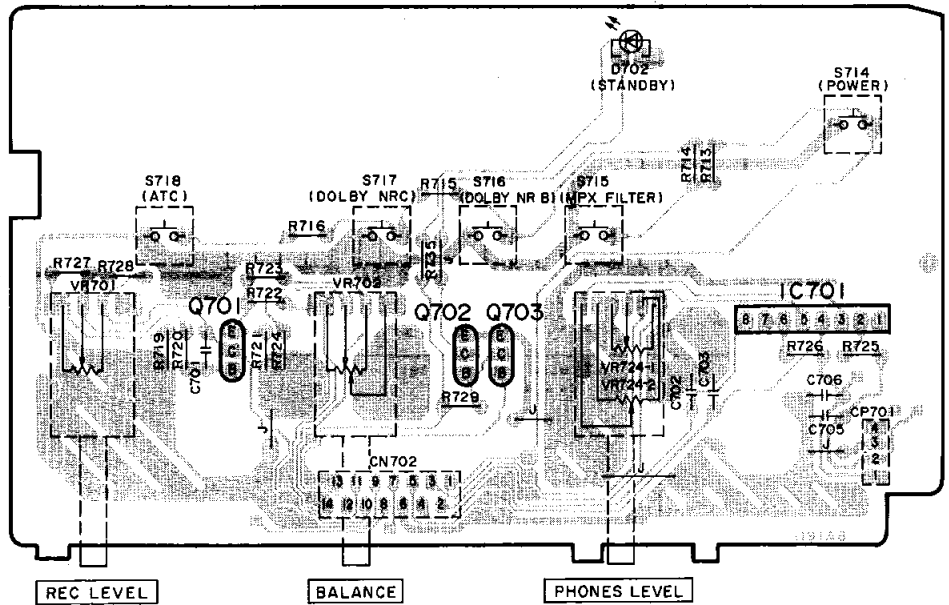 D702
(STANDBY)
S714
(POWER)
R714
R713
S718
(ATC)
S717
(DOLBY NRC)
R715
S716
(DOLBY NR B)
S715
(MPX FILTER)
R716
R735
R727
R728
R723
R722
VR701
Q701
VR702
Q702
Q703
IC701
8 7 6 5 4 3 2 1
R719
R720
C701
E
C
B
R721
R724
E
C
B
E
C
B
VR724-1
VR724-2
C702
C703
R726
R725
C706
C705
CP701
4
3
2
1
R729
J
J
J
J
CN702
13 11 9 7 5 3 1
14 12 10 8 6 4 2
REC LEVEL
BALANCE
PHONES LEVEL